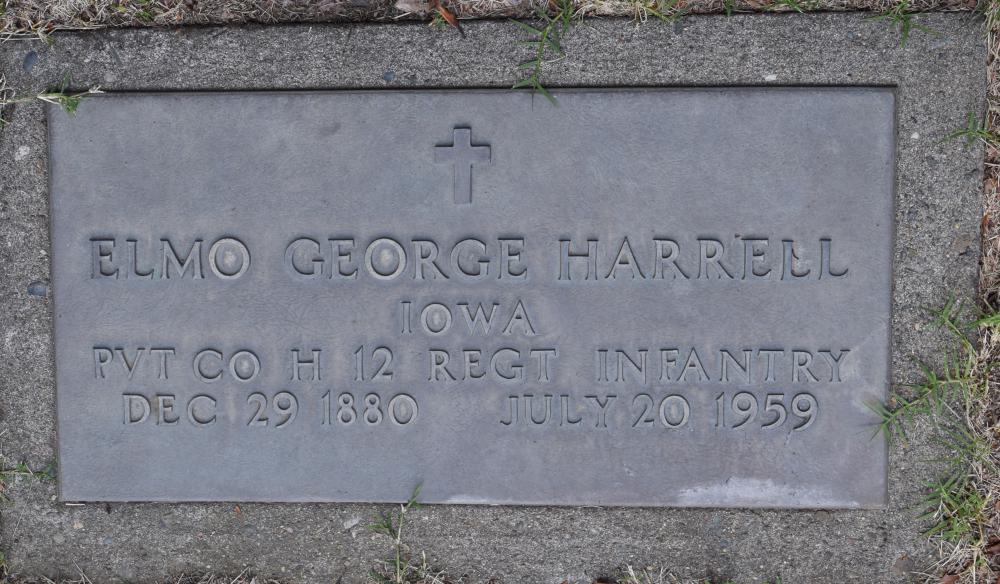 ELMO GEORGE HARRELL
IOWA
PVT CO H 12 REGT INFANTRY
DEC 29 1880 JULY 20 1959